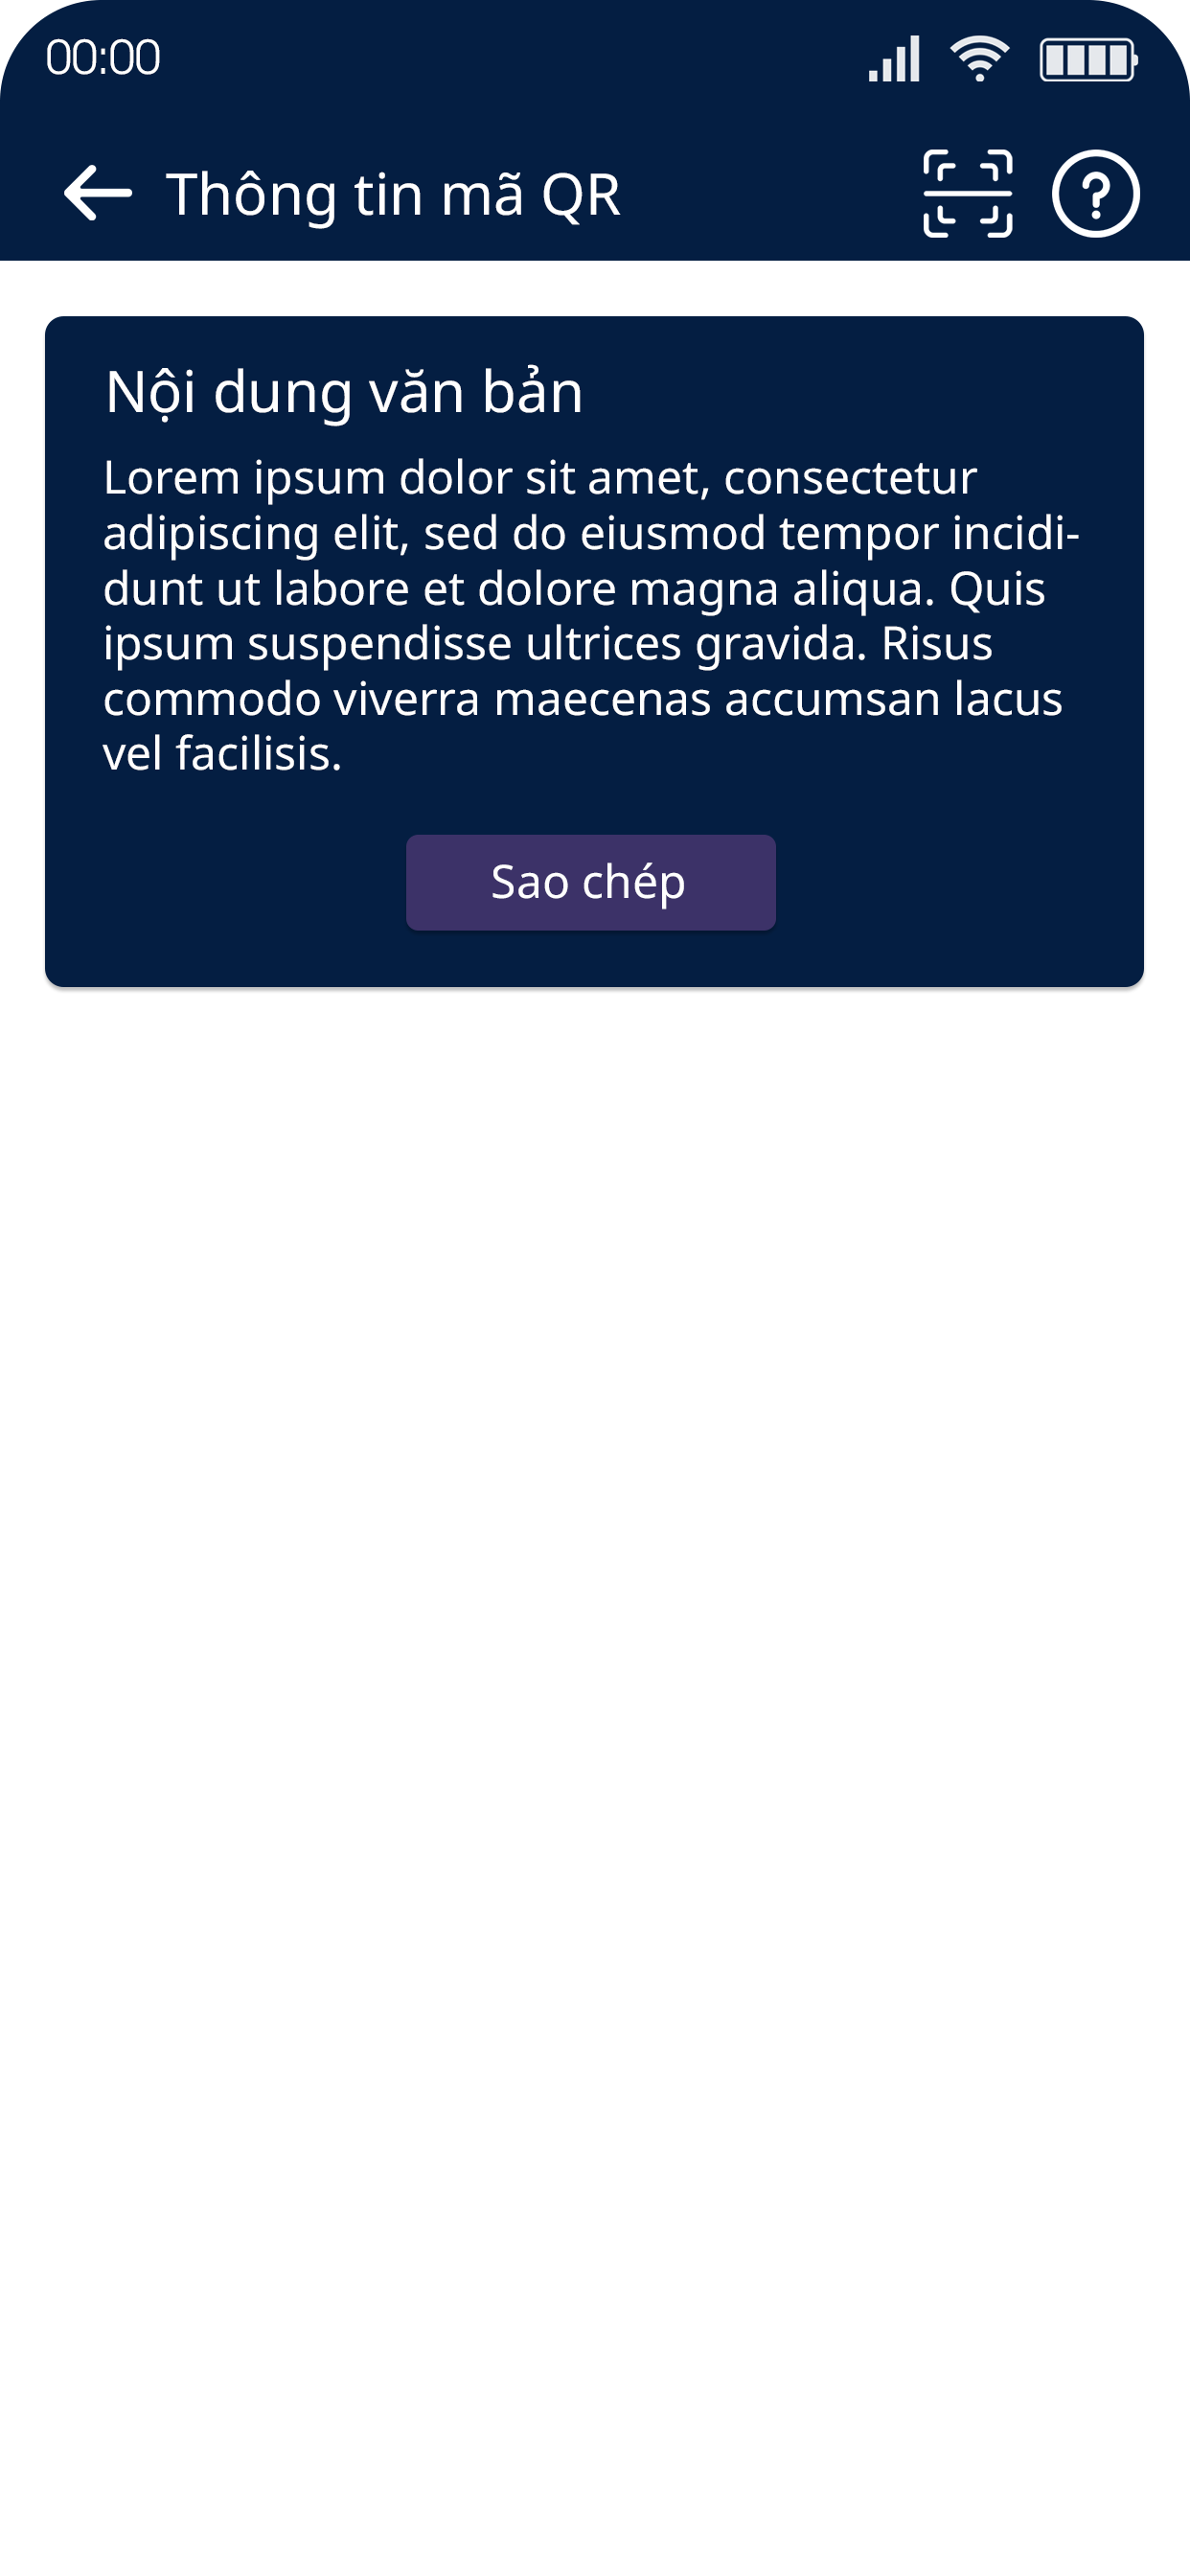 00:00
Thông tin mã QR
Nội dung văn bản
Lorem ipsum dolor sit amet, consectetur
adipiscing elit, sed do eiusmod tempor incidi-
dunt ut labore et dolore magna aliqua. Quis
ipsum suspendisse ultrices gravida. Risus
commodo viverra maecenas accumsan lacus
vel facilisis.
Sao chép